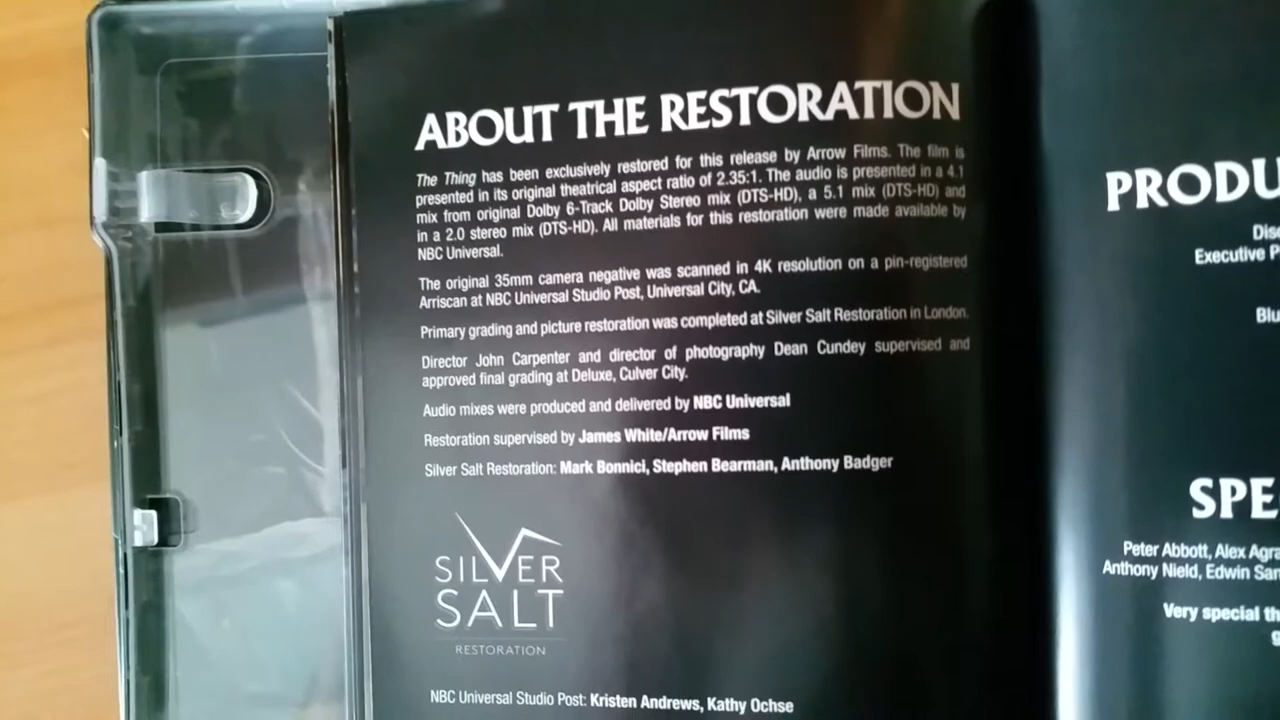 ABOUT THE RESTORATION
The Thing has been exclusively restored for this release by Arrow Films. The film is
presented in its original theatrical aspect ratio of 2.35:1. The audio is presented in a 4.1
mix from original Dolby 6-Track Dolby Stereo mix (DTS-HD), a 5.1 mix (DTS-HD) and
in a 2.0 stereo mix (DTS-HD). All materials for this restoration were made available by
NBC Universal.
The original 35mm camera negative was scanned in 4K resolution on a pin-registered
Arriscan at NBC Universal Studio Post, Universal City, CA.
Primary grading and picture restoration was completed at Silver Salt Restoration in London.
Director John Carpenter and director of photography Dean Cundey supervised and
approved final grading at Deluxe, Culver City.
Audio mixes were produced and delivered by NBC Universal
Restoration supervised by James White/Arrow Films
Silver Salt Restoration: Mark Bonnici, Stephen Bearman, Anthony Badger
SILVER
SALT
RESTORATION
NBC Universal Studio Post: Kristen Andrews, Kathy Ochse
PRODU
Disc
Executive P
Blu
SPE
Peter Abbott, Alex Agra
Anthony Nield, Edwin Sam
Very special th
g